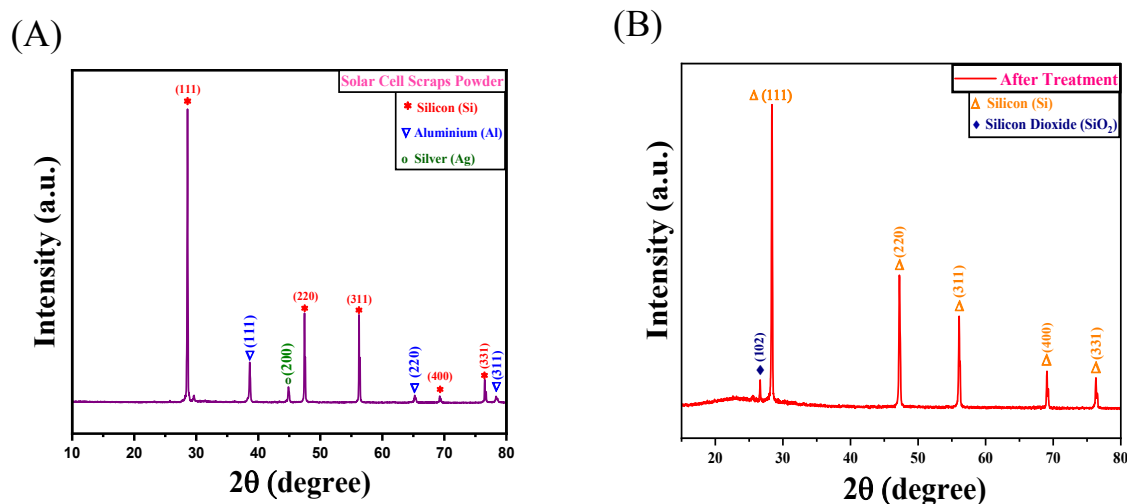 (A)
Solar Cell Scraps Powder
Silicon (Si)
Aluminium (Al)
o Silver (Ag)
(111)
(111)
(200)
(220)
(311)
(220)
(400)
(331)
(311)
Intensity (a.u.)
10 20 30 40 50 60 70 80
2θ (degree)
(B)
After Treatment
Silicon (Si)
Silicon Dioxide (SiO₂)
(102)
Δ (111)
Δ (220)
Δ (311)
Δ (400)
Δ (331)
Intensity (a.u.)
20 30 40 50 60 70 80
2θ (degree)